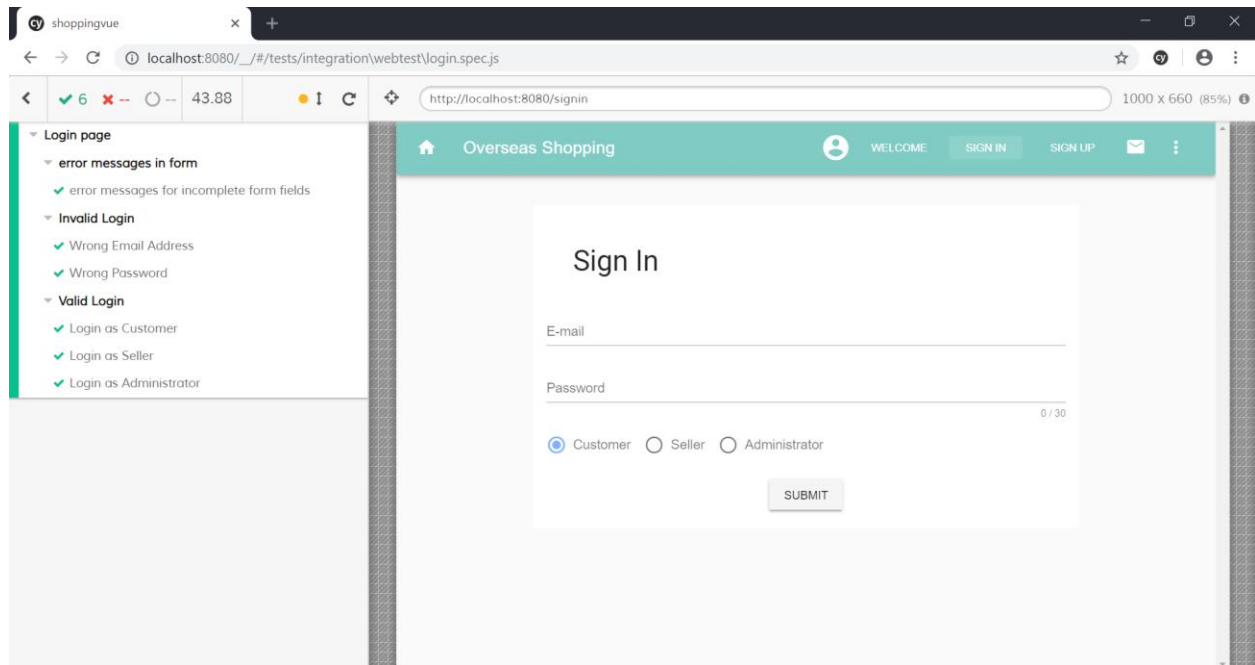 cy shoppingvue
localhost:8080/__/#/tests/integration\webtest\login.spec.js
cy
6 -- -- 43.88
http://localhost:8080/signin
1000 x 660 (85%)
Login page
error messages in form
error messages for incomplete form fields
Invalid Login
Wrong Email Address
Wrong Password
Valid Login
Login as Customer
Login as Seller
Login as Administrator
Overseas Shopping
WELCOME
SIGN IN
SIGN UP
Sign In
E-mail
Password
0 / 30
Customer Seller Administrator
SUBMIT